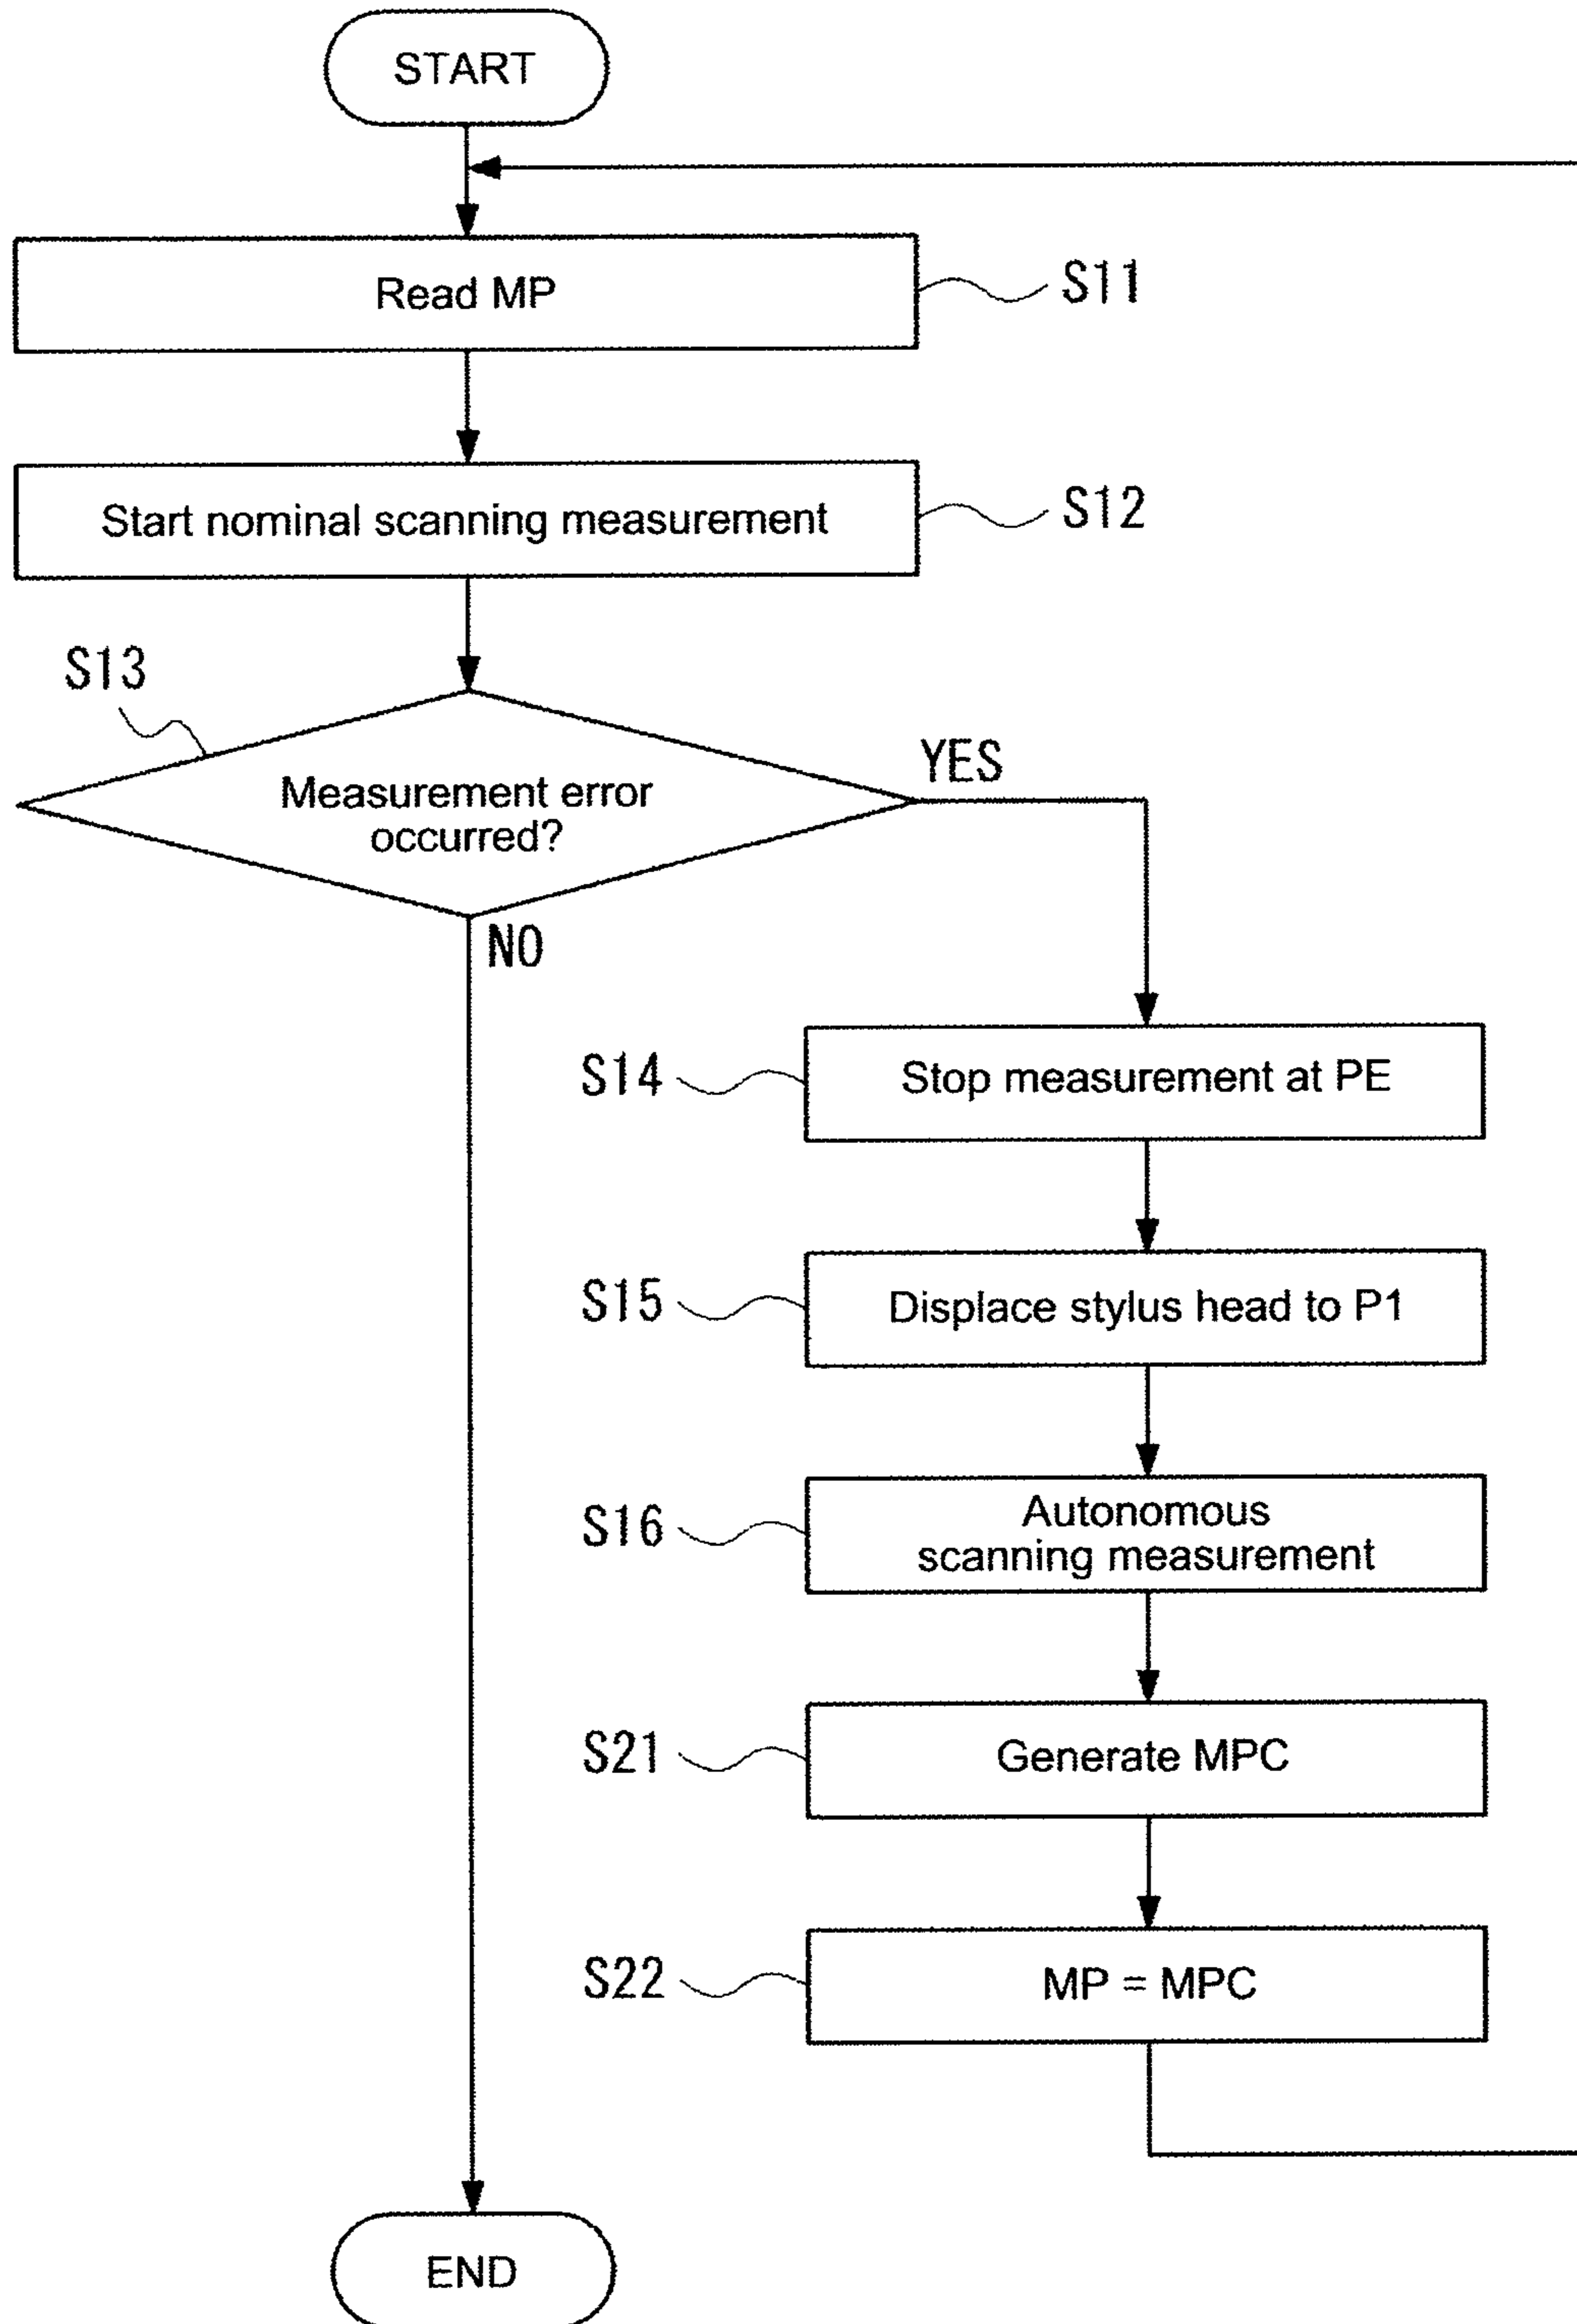 START
Read MP
S11
Start nominal scanning measurement
S12
S13
Measurement error
occurred?
YES
NO
S14
Stop measurement at PE
S15
Displace stylus head to P1
S16
Autonomous
scanning measurement
S21
Generate MPC
S22
MP = MPC
END